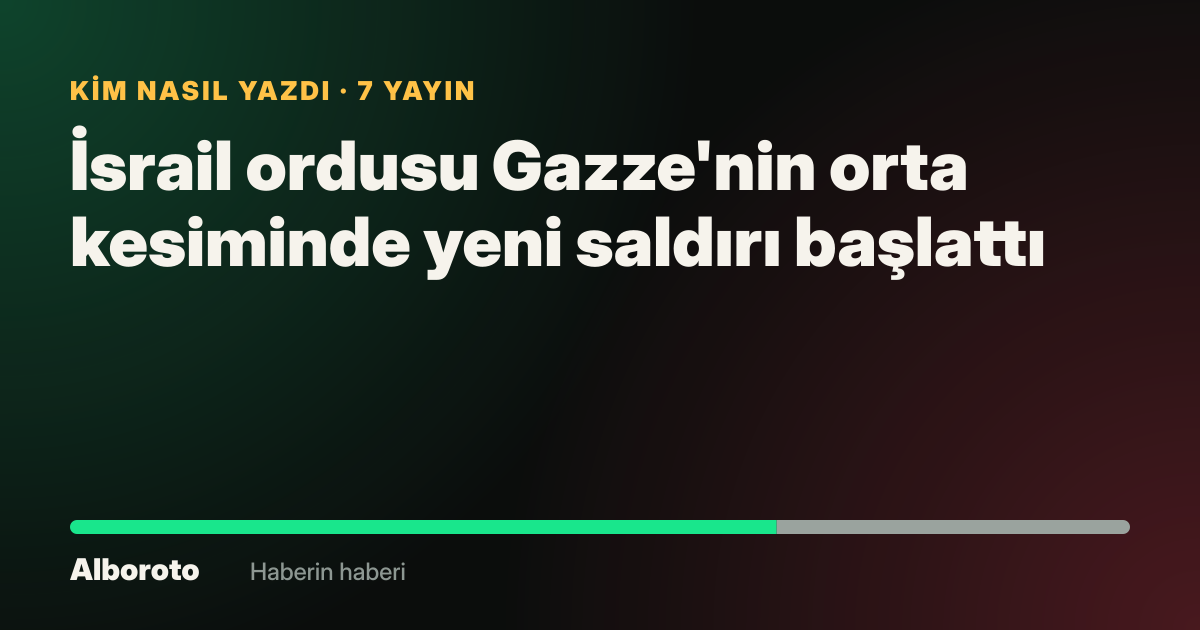 KİM NASIL YAZDI · 7 YAYIN
İsrail ordusu Gazze'nin orta
kesiminde yeni saldırı başlattı
Alboroto
Haberin haberi